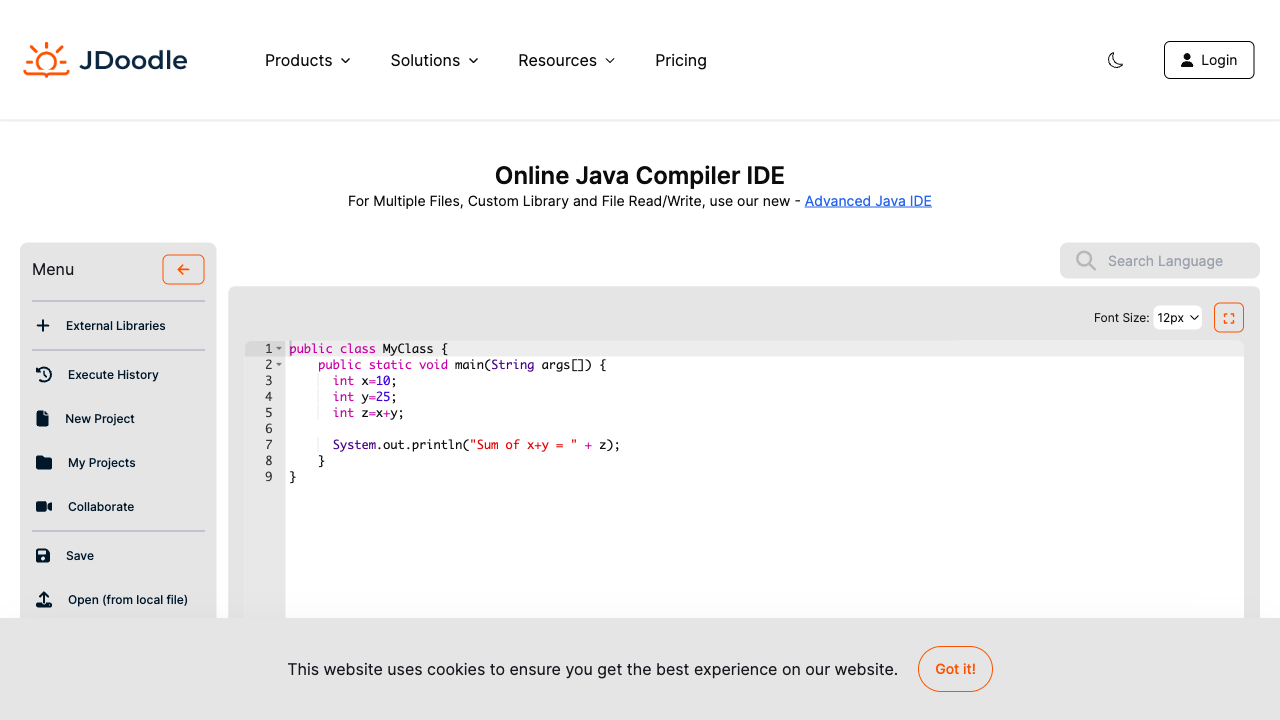 JDoodle
Products
Solutions
Resources
Pricing
Login
Online Java Compiler IDE
For Multiple Files, Custom Library and File Read/Write, use our new - Advanced Java IDE
Menu
Search Language
External Libraries
Execute History
New Project
My Projects
Collaborate
Save
Open (from local file)
Font Size: 12px
1 public class MyClass {
2 public static void main(String args[]) {
3 int x=10;
4 int y=25;
5 int z=x+y;
6
7 System.out.println("Sum of x+y = " + z);
8 }
9 }
This website uses cookies to ensure you get the best experience on our website.
Got it!